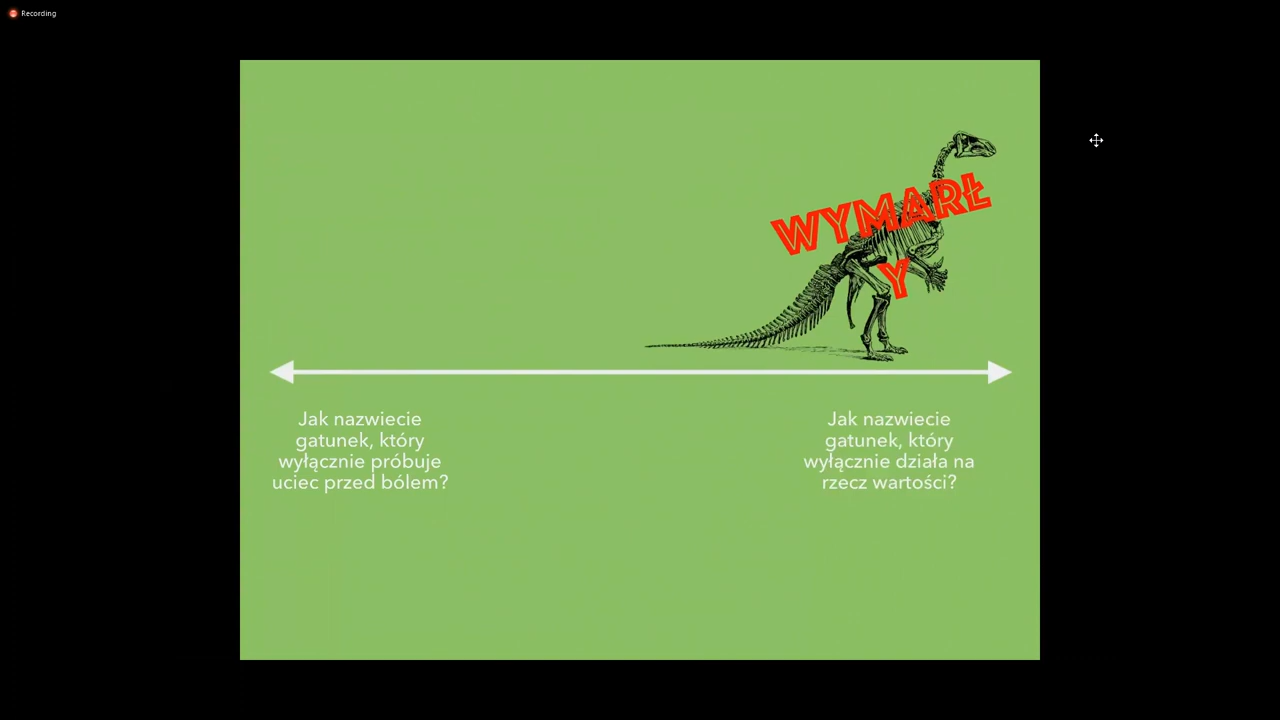 Recording
WYMARŁ
Y
Jak nazwiecie
gatunek, który
wyłącznie próbuje
uciec przed bólem?
Jak nazwiecie
gatunek, który
wyłącznie działa na
rzecz wartości?